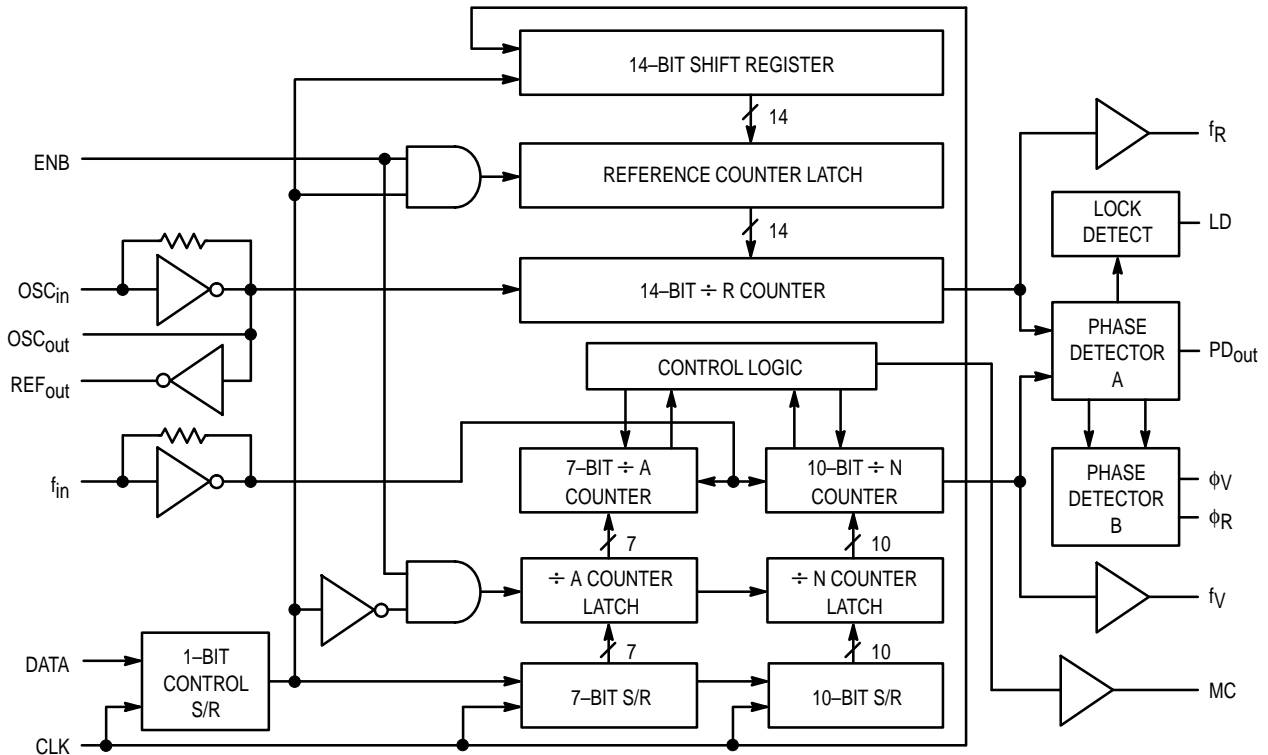 14–BIT SHIFT REGISTER
14
f_R
ENB
REFERENCE COUNTER LATCH
LOCK
DETECT
LD
14
OSC_in
14–BIT ÷ R COUNTER
OSC_out
PHASE
DETECTOR
A
PD_out
CONTROL LOGIC
REF_out
7–BIT ÷ A
COUNTER
10–BIT ÷ N
COUNTER
PHASE
DETECTOR
B
ϕ_V
ϕ_R
f_in
7
10
÷ A COUNTER
LATCH
÷ N COUNTER
LATCH
f_V
7
10
DATA
1–BIT
CONTROL
S/R
7–BIT S/R
10–BIT S/R
MC
CLK